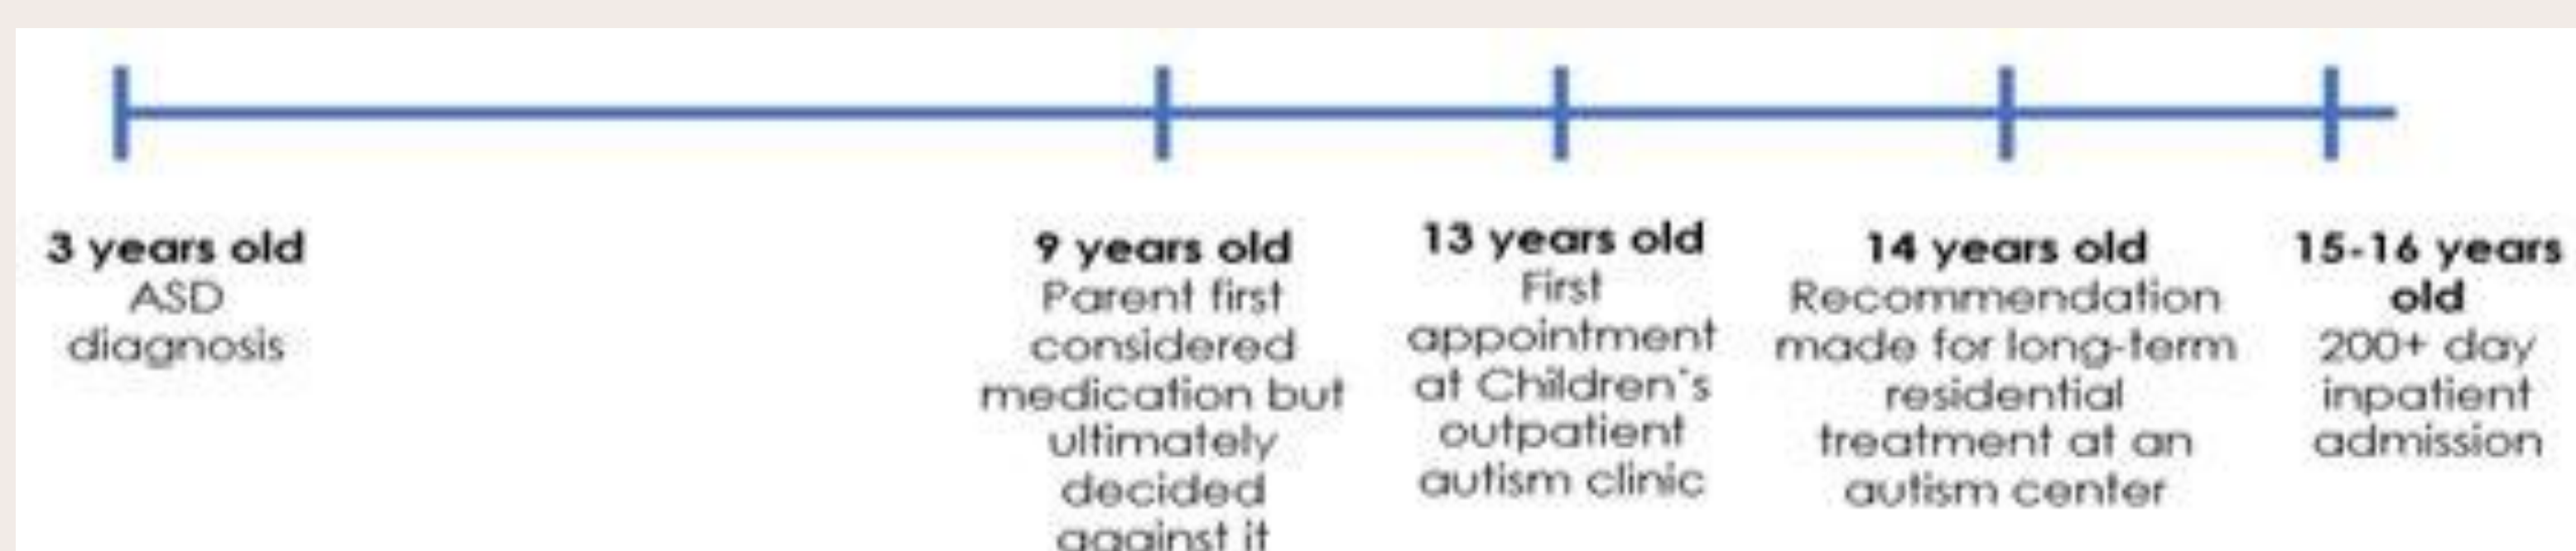 3 years old
ASD
diagnosis
9 years old
Parent first
considered
medication but
ultimately
decided
against it
13 years old
First
appointment
at Children's
outpatient
autism clinic
14 years old
Recommendation
made for long-term
residential
treatment at an
autism center
15-16 years
old
200+ day
inpatient
admission